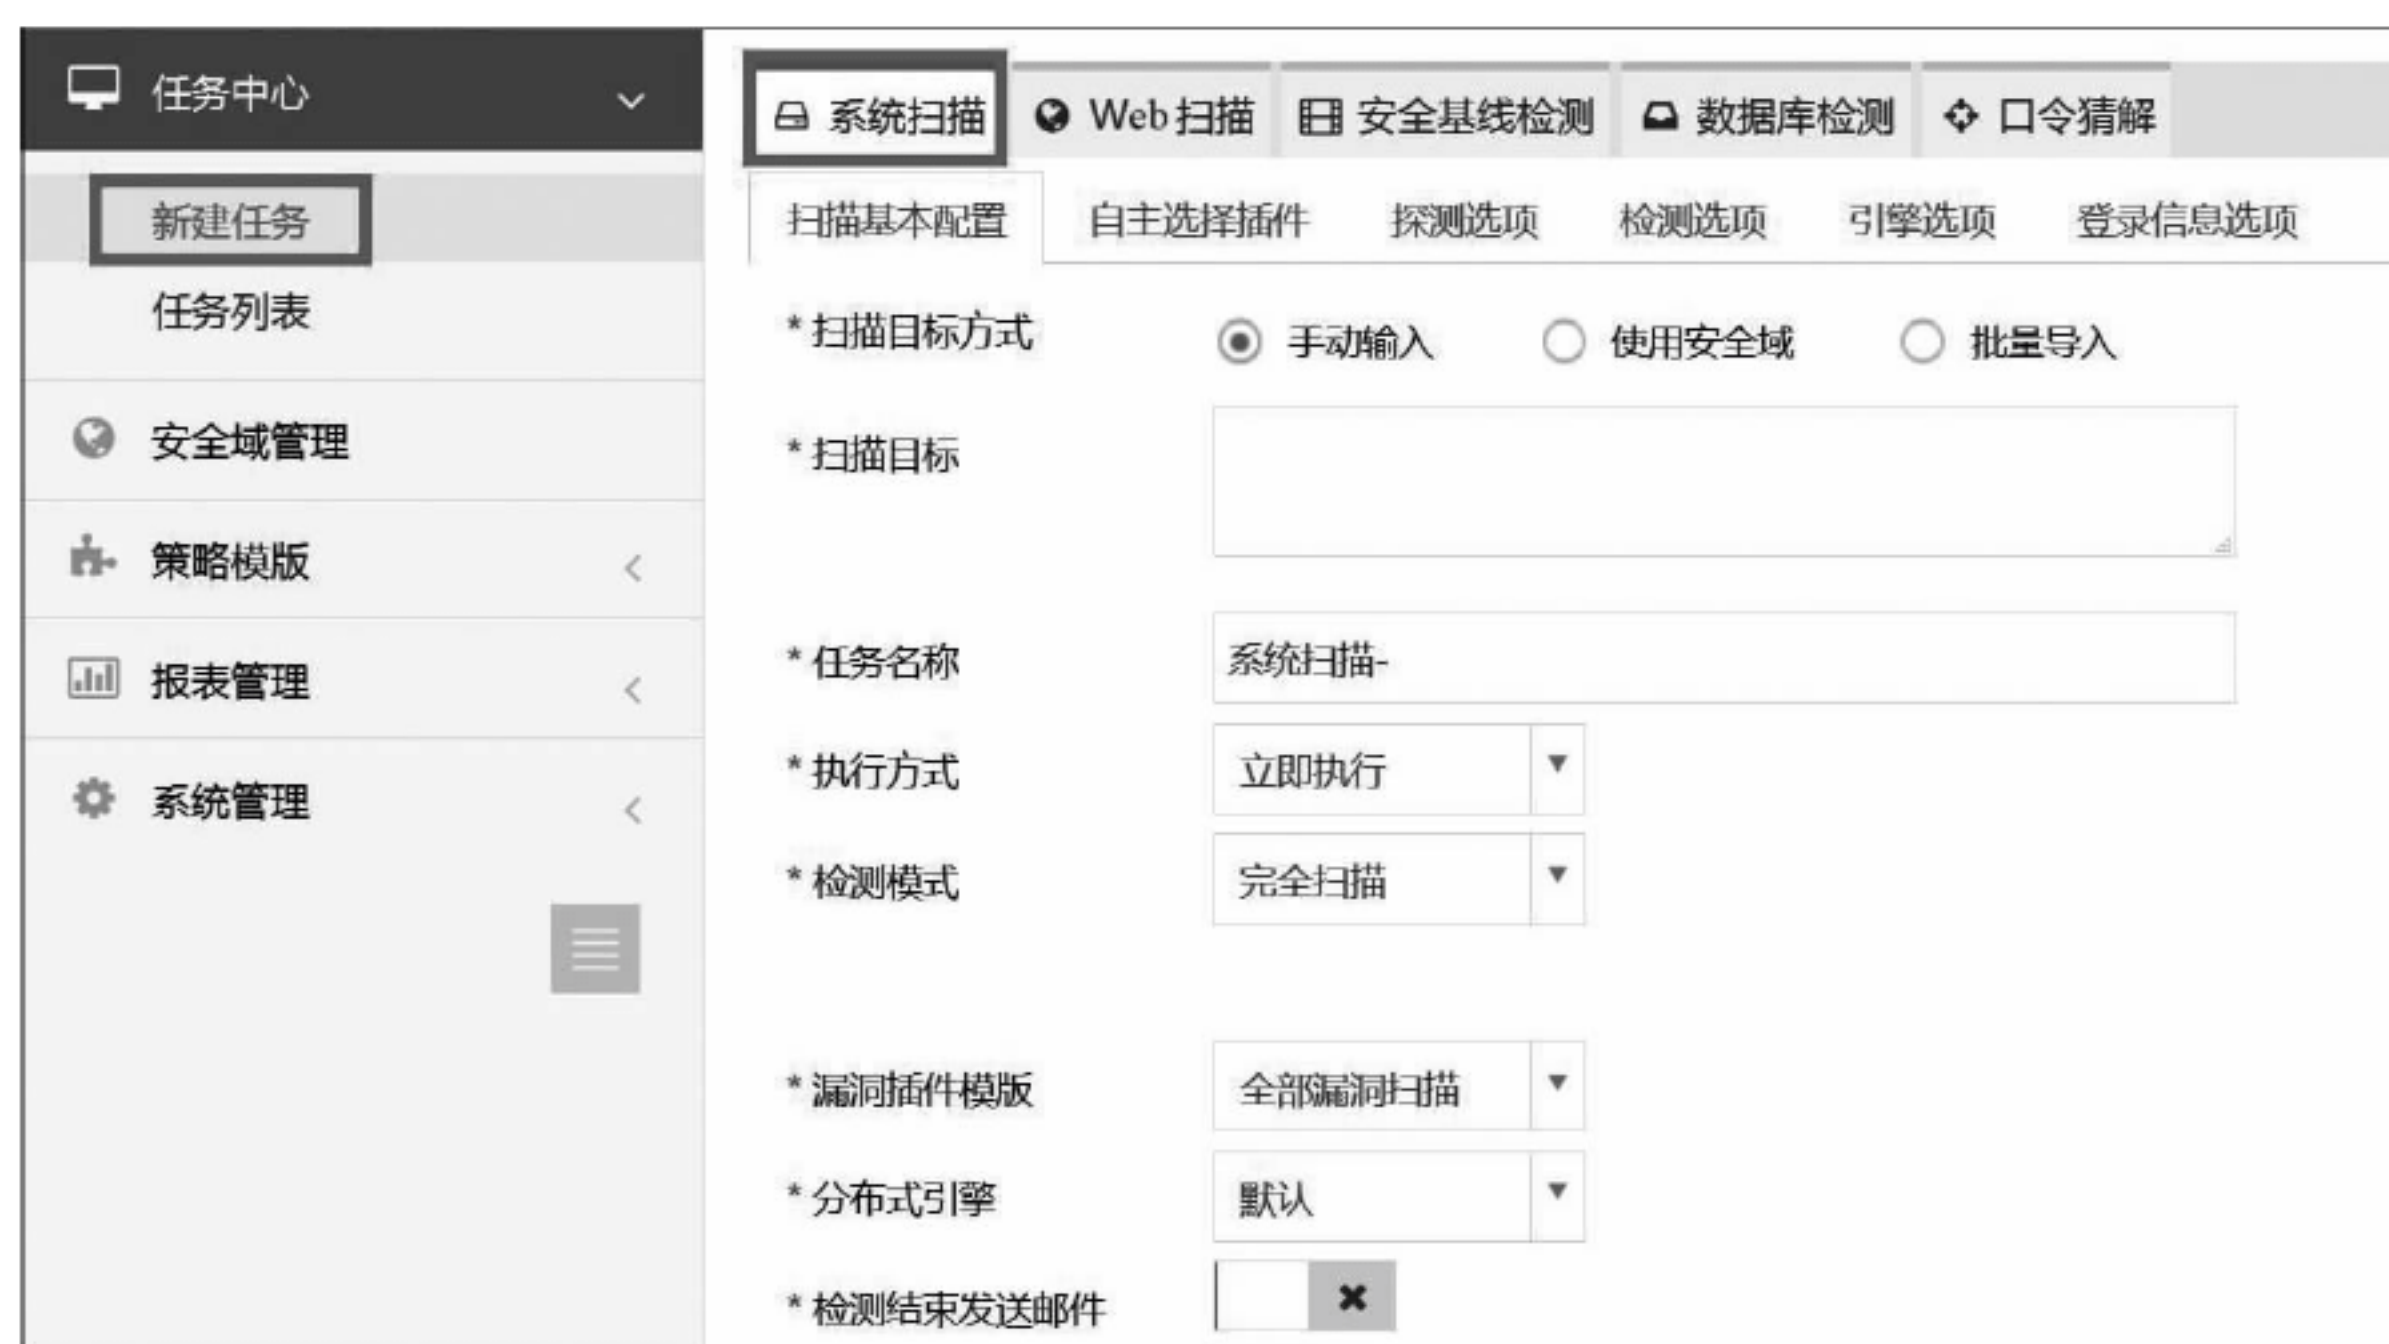 任务中心
新建任务
任务列表
安全域管理
策略模版
报表管理
系统管理
系统扫描 Web扫描 安全基线检测 数据库检测 口令猜解
扫描基本配置 自主选择插件 探测选项 检测选项 引擎选项 登录信息选项
* 扫描目标方式 手动输入 使用安全域 批量导入
* 扫描目标
* 任务名称 系统扫描-
* 执行方式 立即执行
* 检测模式 完全扫描
* 漏洞插件模版 全部漏洞扫描
* 分布式引擎 默认
* 检测结束发送邮件